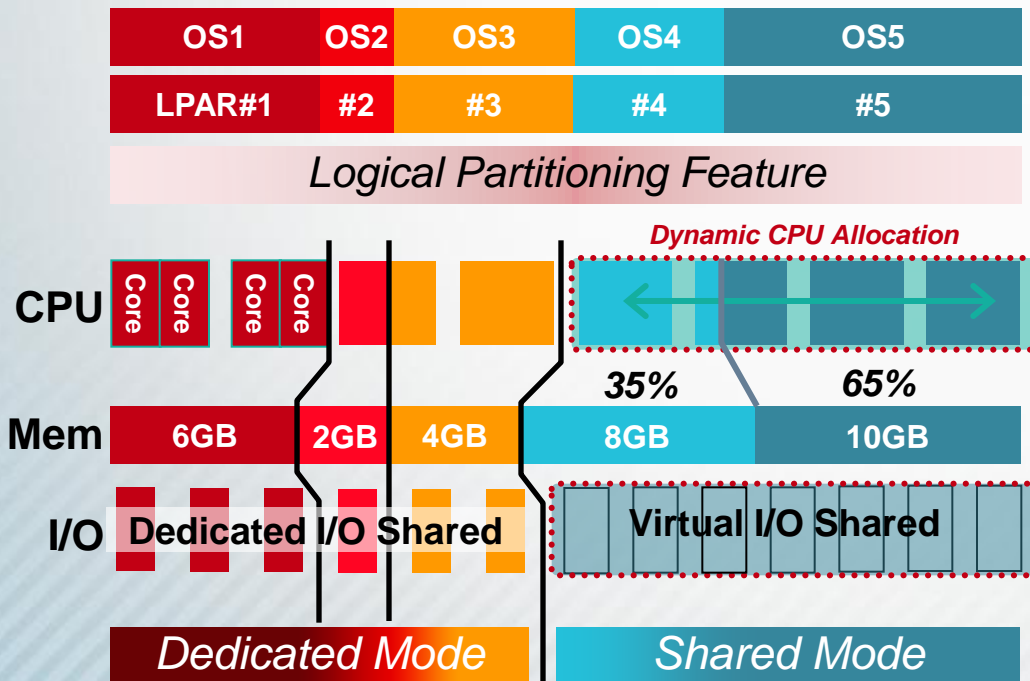 OS1 OS2 OS3 OS4 OS5
LPAR#1 #2 #3 #4 #5
Logical Partitioning Feature
Dynamic CPU Allocation
CPU Core Core Core Core
35% 65%
Mem 6GB 2GB 4GB 8GB 10GB
I/O Dedicated I/O Shared Virtual I/O Shared
Dedicated Mode Shared Mode